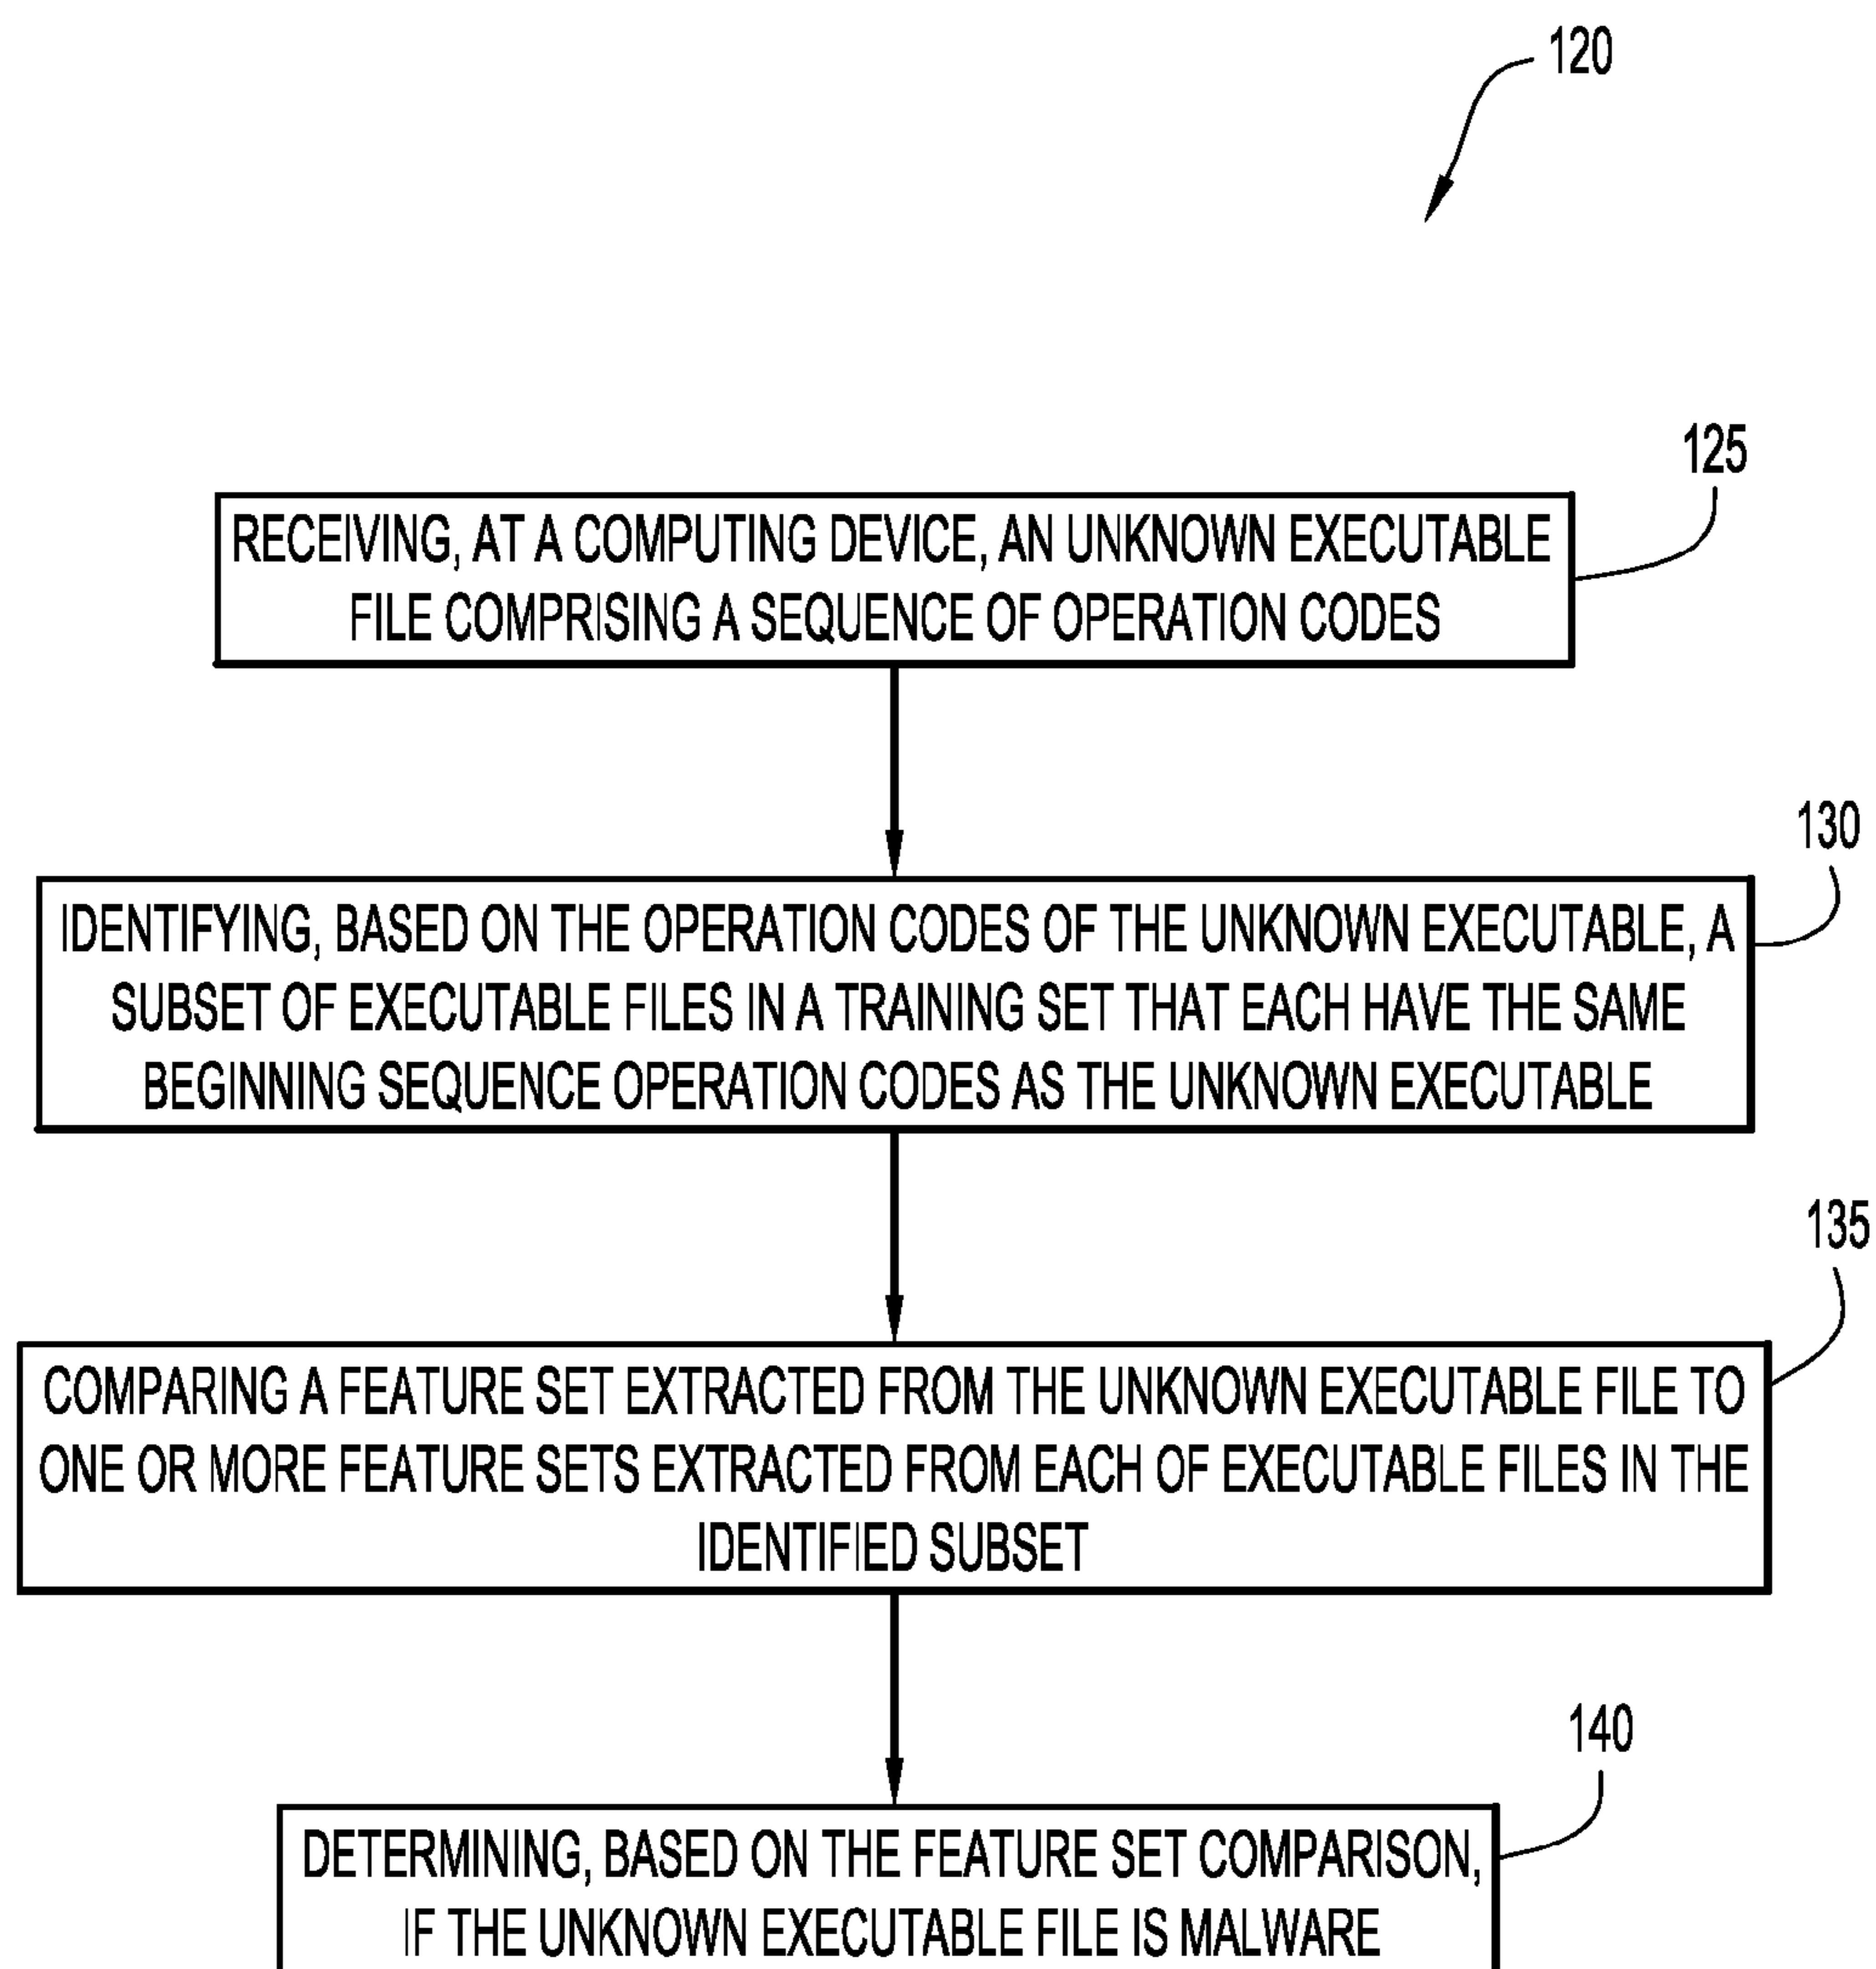 120
125
RECEIVING, AT A COMPUTING DEVICE, AN UNKNOWN EXECUTABLE
FILE COMPRISING A SEQUENCE OF OPERATION CODES
130
IDENTIFYING, BASED ON THE OPERATION CODES OF THE UNKNOWN EXECUTABLE, A
SUBSET OF EXECUTABLE FILES IN A TRAINING SET THAT EACH HAVE THE SAME
BEGINNING SEQUENCE OPERATION CODES AS THE UNKNOWN EXECUTABLE
135
COMPARING A FEATURE SET EXTRACTED FROM THE UNKNOWN EXECUTABLE FILE TO
ONE OR MORE FEATURE SETS EXTRACTED FROM EACH OF EXECUTABLE FILES IN THE
IDENTIFIED SUBSET
140
DETERMINING, BASED ON THE FEATURE SET COMPARISON,
IF THE UNKNOWN EXECUTABLE FILE IS MALWARE